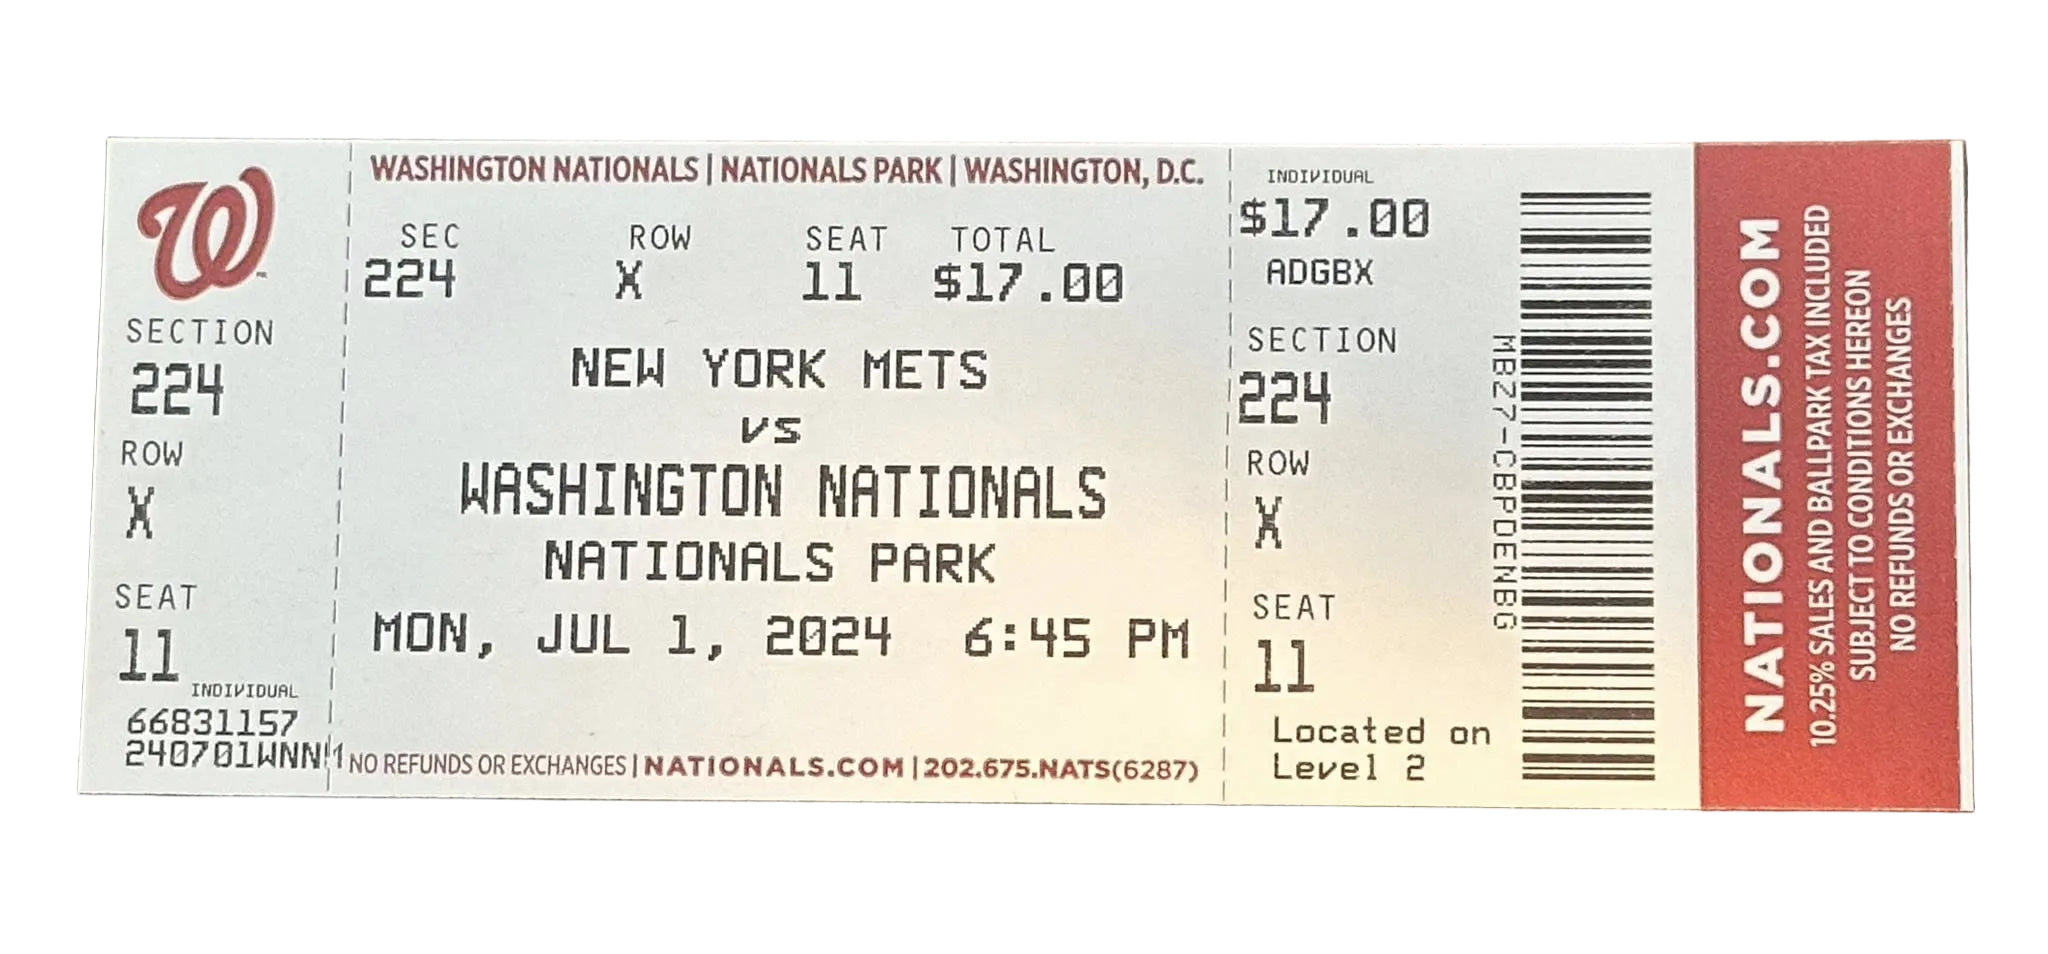 W
SECTION
224
ROW
X
SEAT
11
INDIVIDUAL
66831157
240701WNN
WASHINGTON NATIONALS | NATIONALS PARK | WASHINGTON, D.C.
SEC ROW SEAT TOTAL
224 X 11 $17.00
NEW YORK METS
vs
WASHINGTON NATIONALS
NATIONALS PARK
MON, JUL 1, 2024 6:45 PM
NO REFUNDS OR EXCHANGES | NATIONALS.COM | 202.675.NATS(6287)
INDIVIDUAL
$17.00
ADGBX
SECTION
224
ROW
X
SEAT
11
Located on
Level 2
MBZ7-CBPDENBG
NATIONALS.COM
10.25% SALES AND BALLPARK TAX INCLUDED
SUBJECT TO CONDITIONS HEREON
NO REFUNDS OR EXCHANGES